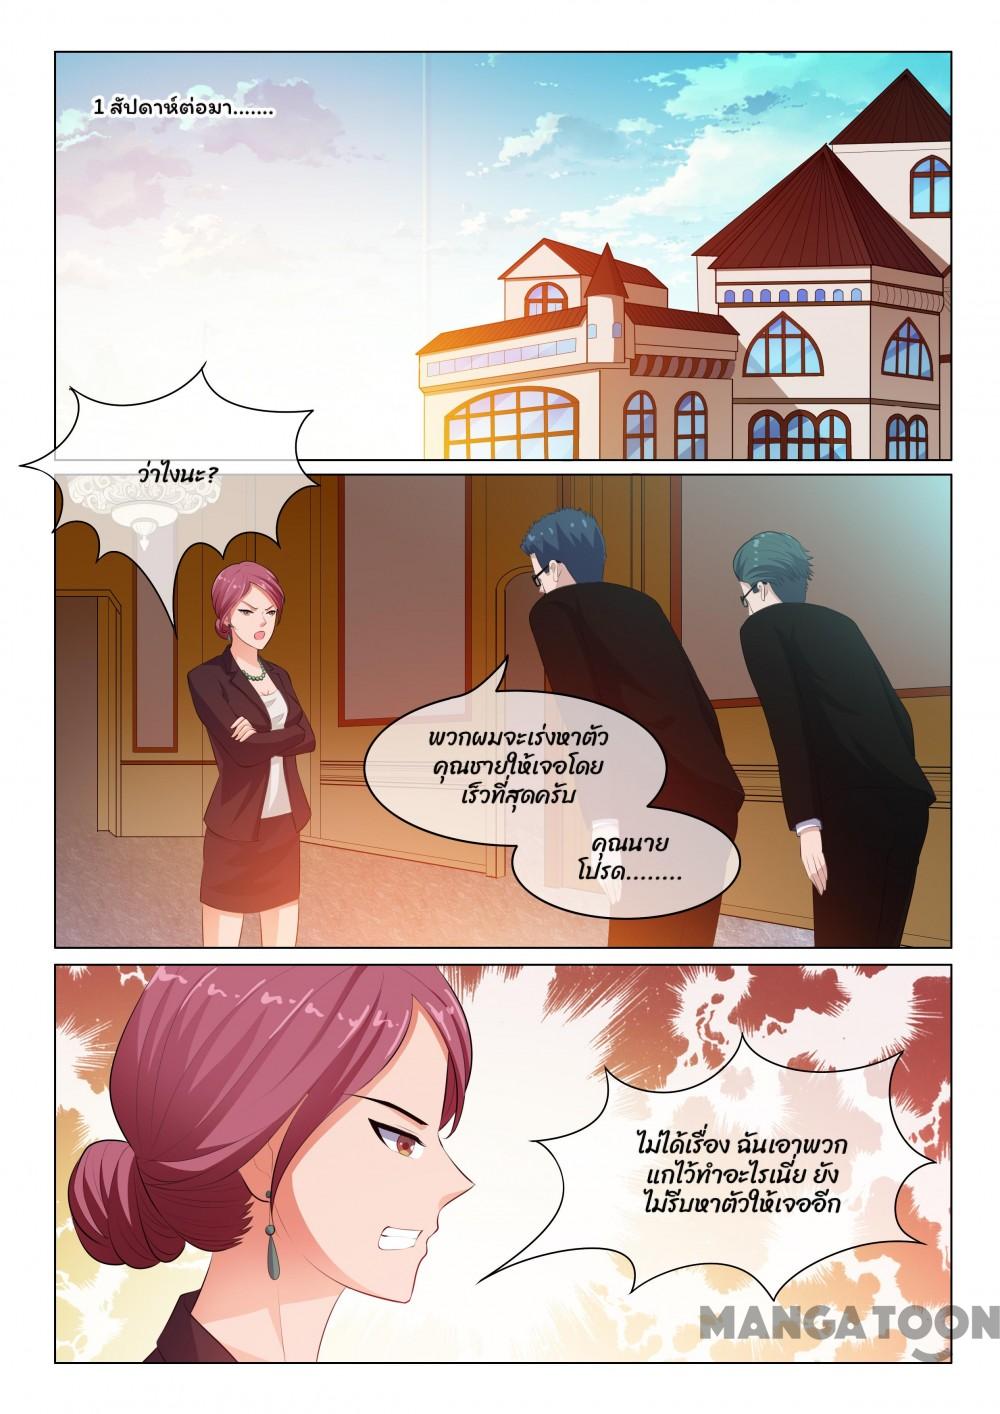 1 สัปดาห์ต่อมา.......
ว่าไงนะ?
พวกผมจะเร่งหาตัว
คุณชายให้เจอโดย
เร็วที่สุดครับ
คุณนาย
โปรด........
ไม่ได้เรื่อง ฉันเอาพวก
แกไว้ทำอะไรเนี่ย ยัง
ไม่รีบหาตัวให้เจออีก
MANGATOON